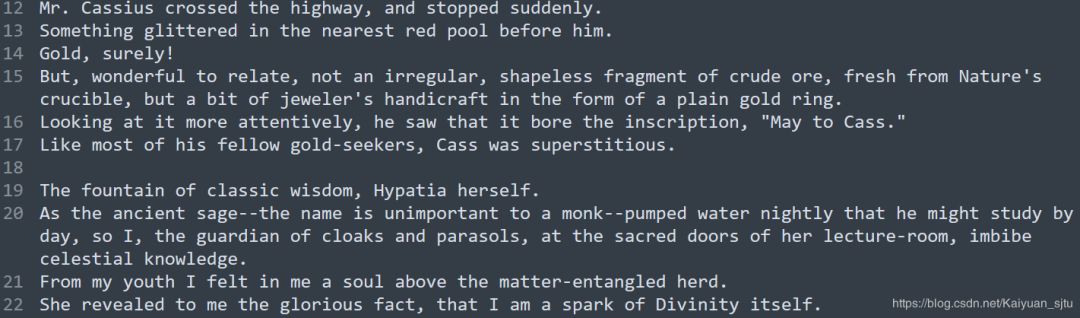 12 Mr. Cassius crossed the highway, and stopped suddenly.
13 Something glittered in the nearest red pool before him.
14 Gold, surely!
15 But, wonderful to relate, not an irregular, shapeless fragment of crude ore, fresh from Nature's
crucible, but a bit of jeweler's handicraft in the form of a plain gold ring.
16 Looking at it more attentively, he saw that it bore the inscription, "May to Cass."
17 Like most of his fellow gold-seekers, Cass was superstitious.
18
19 The fountain of classic wisdom, Hypatia herself.
20 As the ancient sage--the name is unimportant to a monk--pumped water nightly that he might study by
day, so I, the guardian of cloaks and parasols, at the sacred doors of her lecture-room, imbibe
celestial knowledge.
21 From my youth I felt in me a soul above the matter-entangled herd.
22 She revealed to me the glorious fact, that I am a spark of Divinity itself.
https://blog.csdn.net/Kaiyuan_sjtu